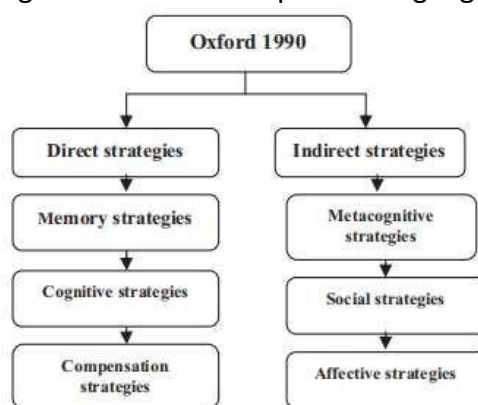 Oxford 1990
Direct strategies
Indirect strategies
Memory strategies
Metacognitive
strategies
Cognitive strategies
Social strategies
Compensation
strategies
Affective strategies